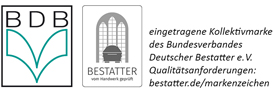 BDB
BESTATTER
vom Handwerk geprüft
eingetragene Kollektivmarke
des Bundesverbandes
Deutscher Bestatter e.V.
Qualitätsanforderungen:
bestatter.de/markenzeichen